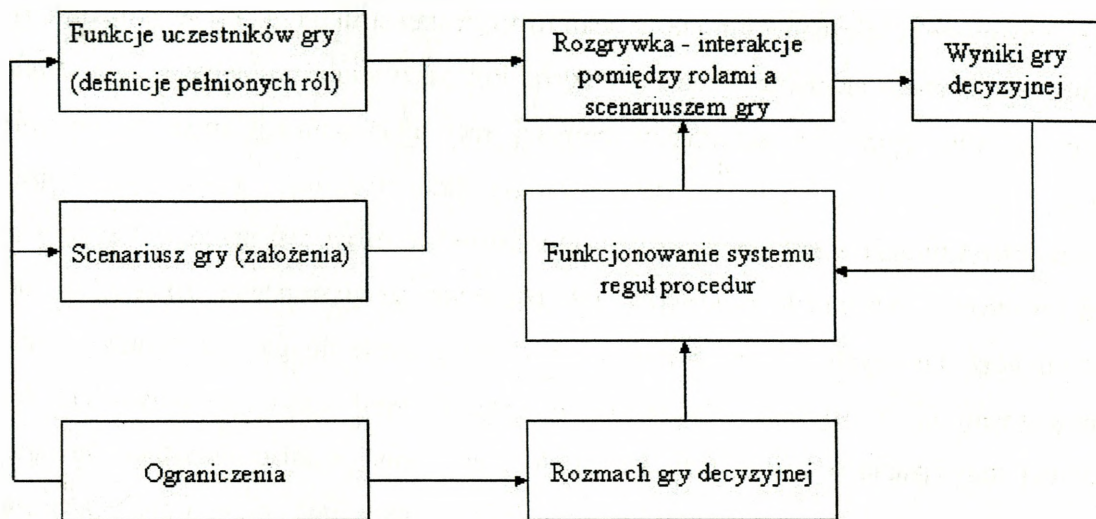 Funkcje uczestników gry
(definicje pełnionych ról)
Rozgrywka - interakcje
pomiędzy rolami a
scenariuszem gry
Wyniki gry
decyzyjnej
Scenariusz gry (założenia)
Funkcjonowanie systemu
reguł procedur
Ograniczenia
Rozmach gry decyzyjnej